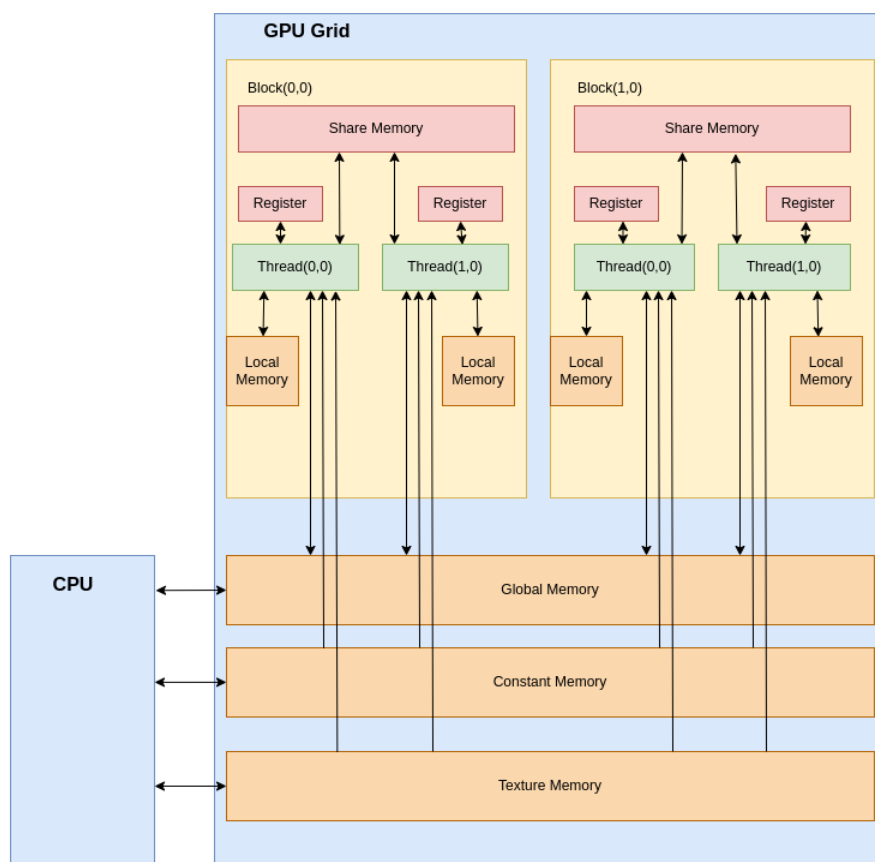 GPU Grid
Block(0,0)
Share Memory
Register
Register
Thread(0,0)
Thread(1,0)
Local
Memory
Local
Memory
Block(1,0)
Share Memory
Register
Register
Thread(0,0)
Thread(1,0)
Local
Memory
Local
Memory
CPU
Global Memory
Constant Memory
Texture Memory